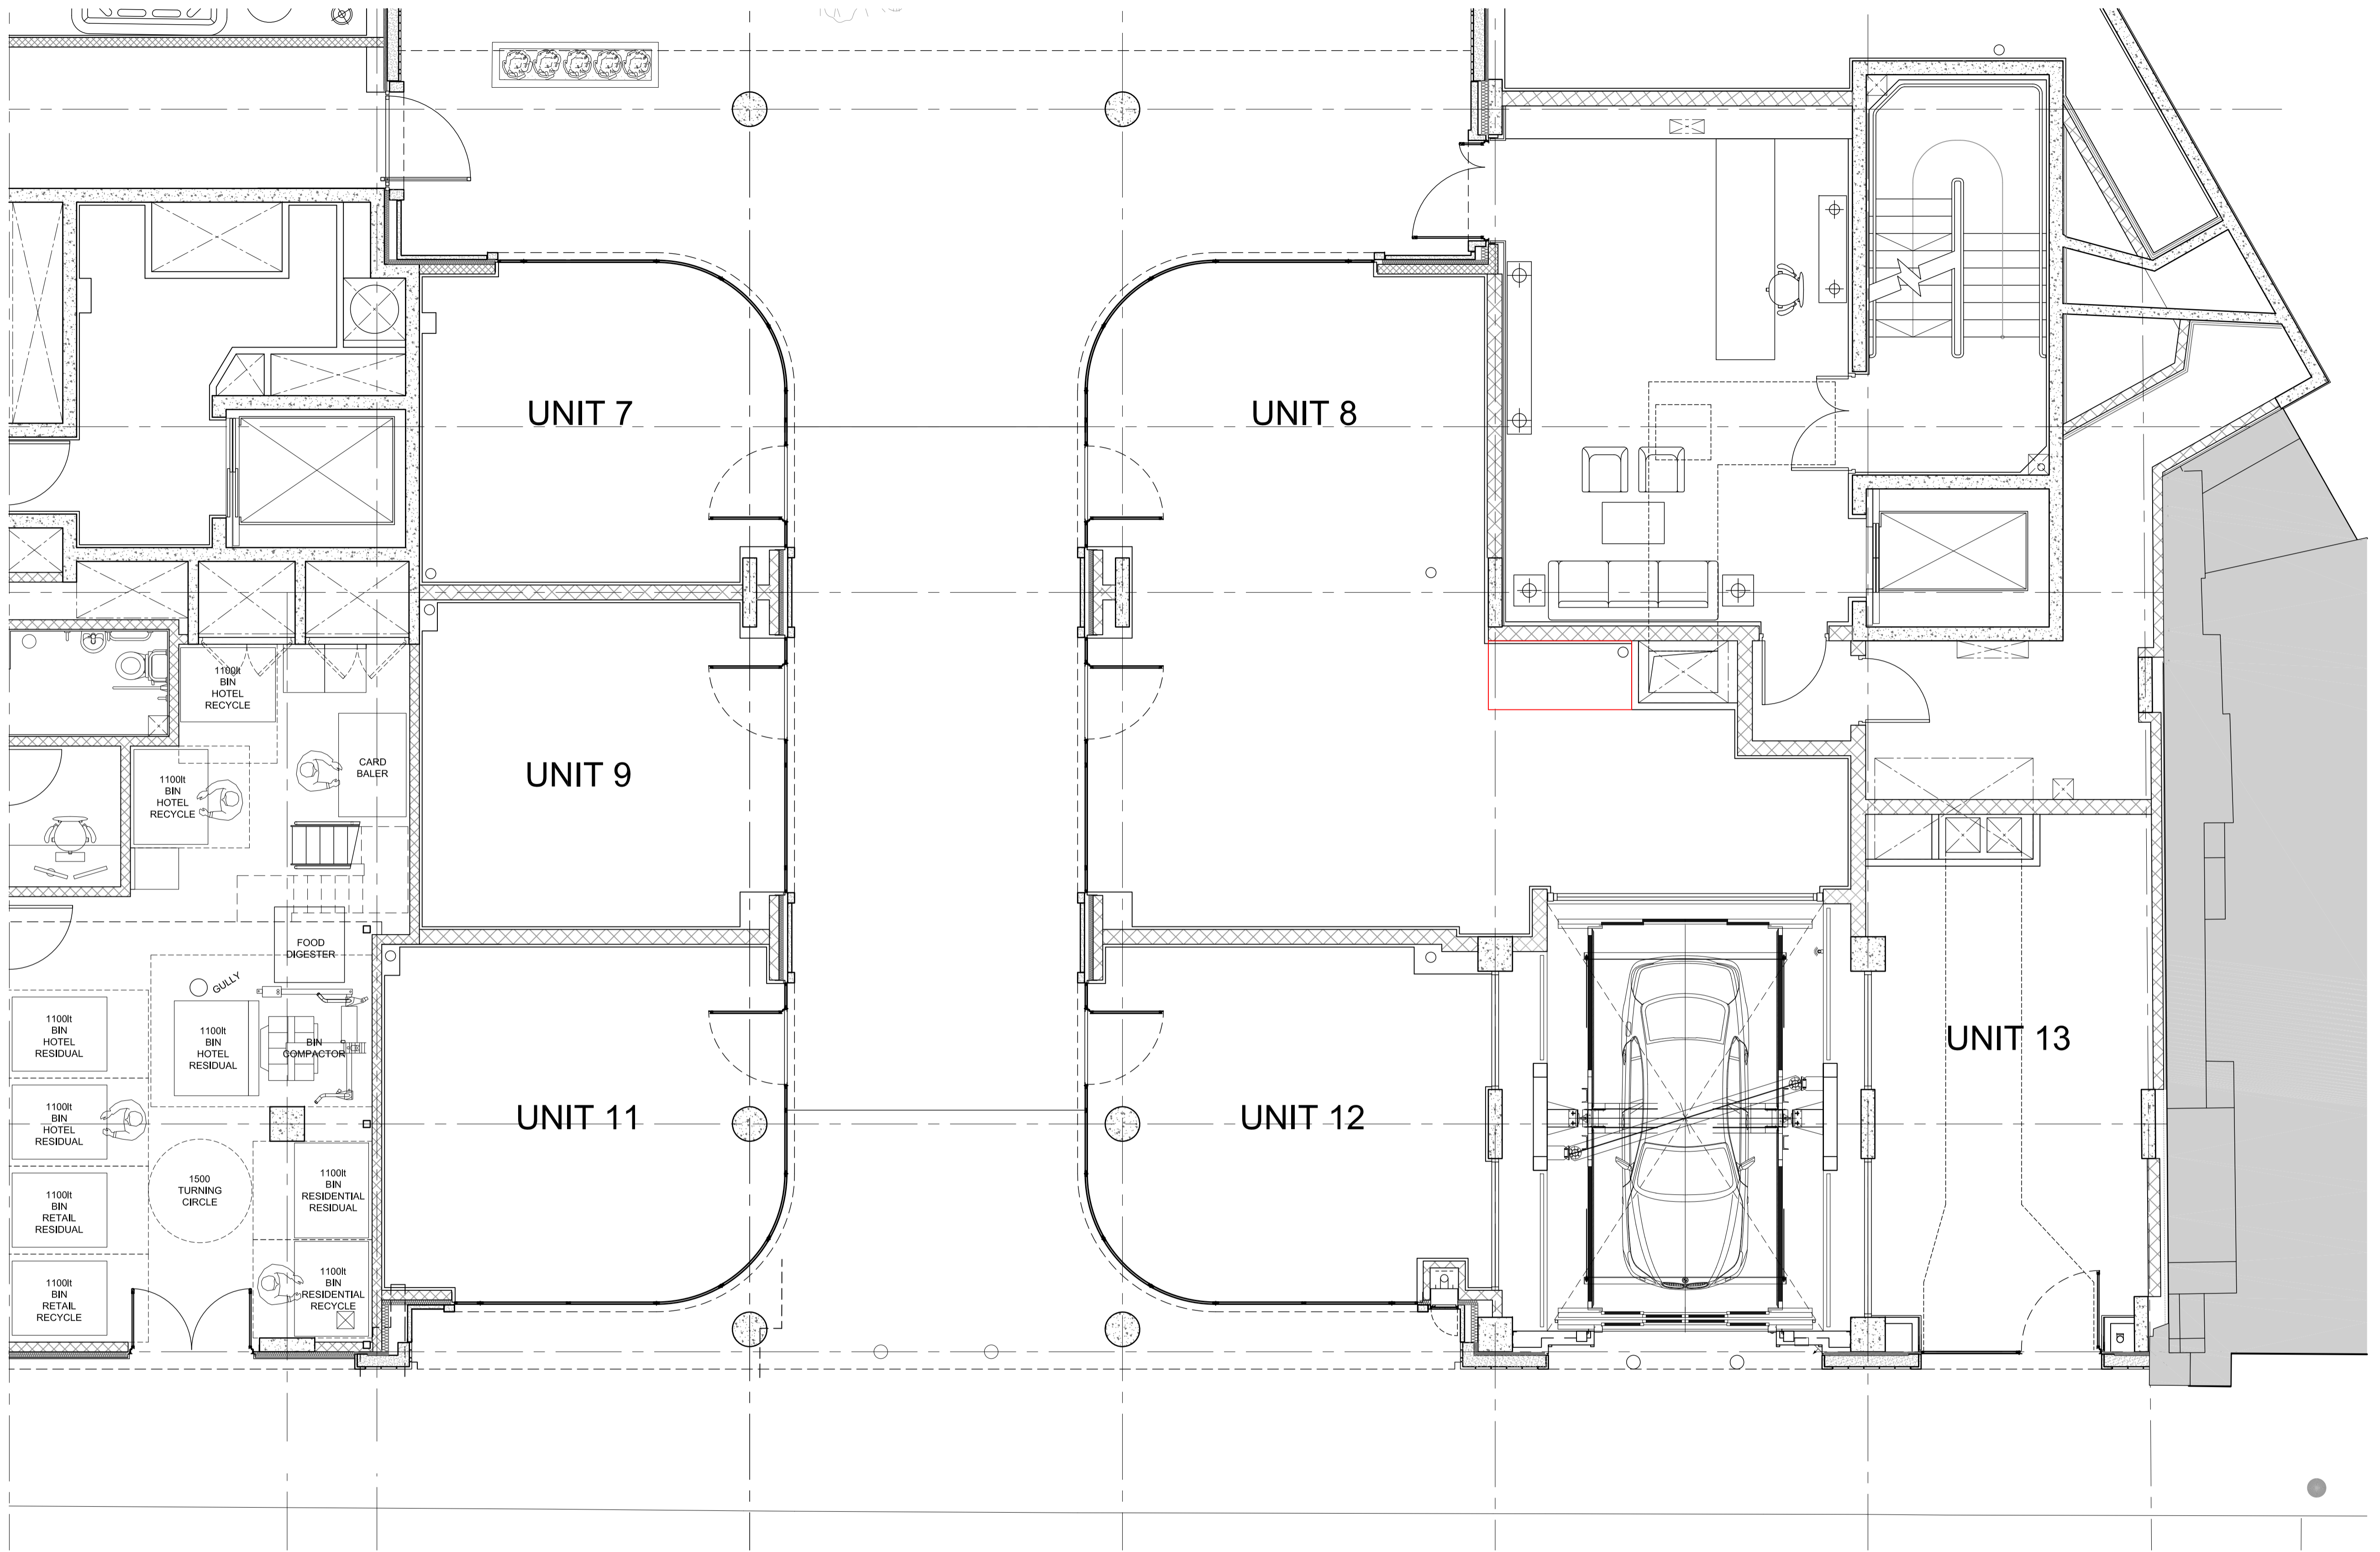 UNIT 7
UNIT 8
1100lt
BIN
HOTEL
RECYCLE
CARD
BALER
1100lt
BIN
HOTEL
RECYCLE
UNIT 9
FOOD
DIGESTER
GULLY
1100lt
BIN
HOTEL
RESIDUAL
1100lt
BIN
HOTEL
RESIDUAL
BIN
COMPACTOR
UNIT 13
1100lt
BIN
HOTEL
RESIDUAL
UNIT 11
UNIT 12
1100lt
BIN
RETAIL
RESIDUAL
1500
TURNING
CIRCLE
1100lt
BIN
RESIDENTIAL
RESIDUAL
1100lt
BIN
RETAIL
RECYCLE
1100lt
BIN
RESIDENTIAL
RECYCLE